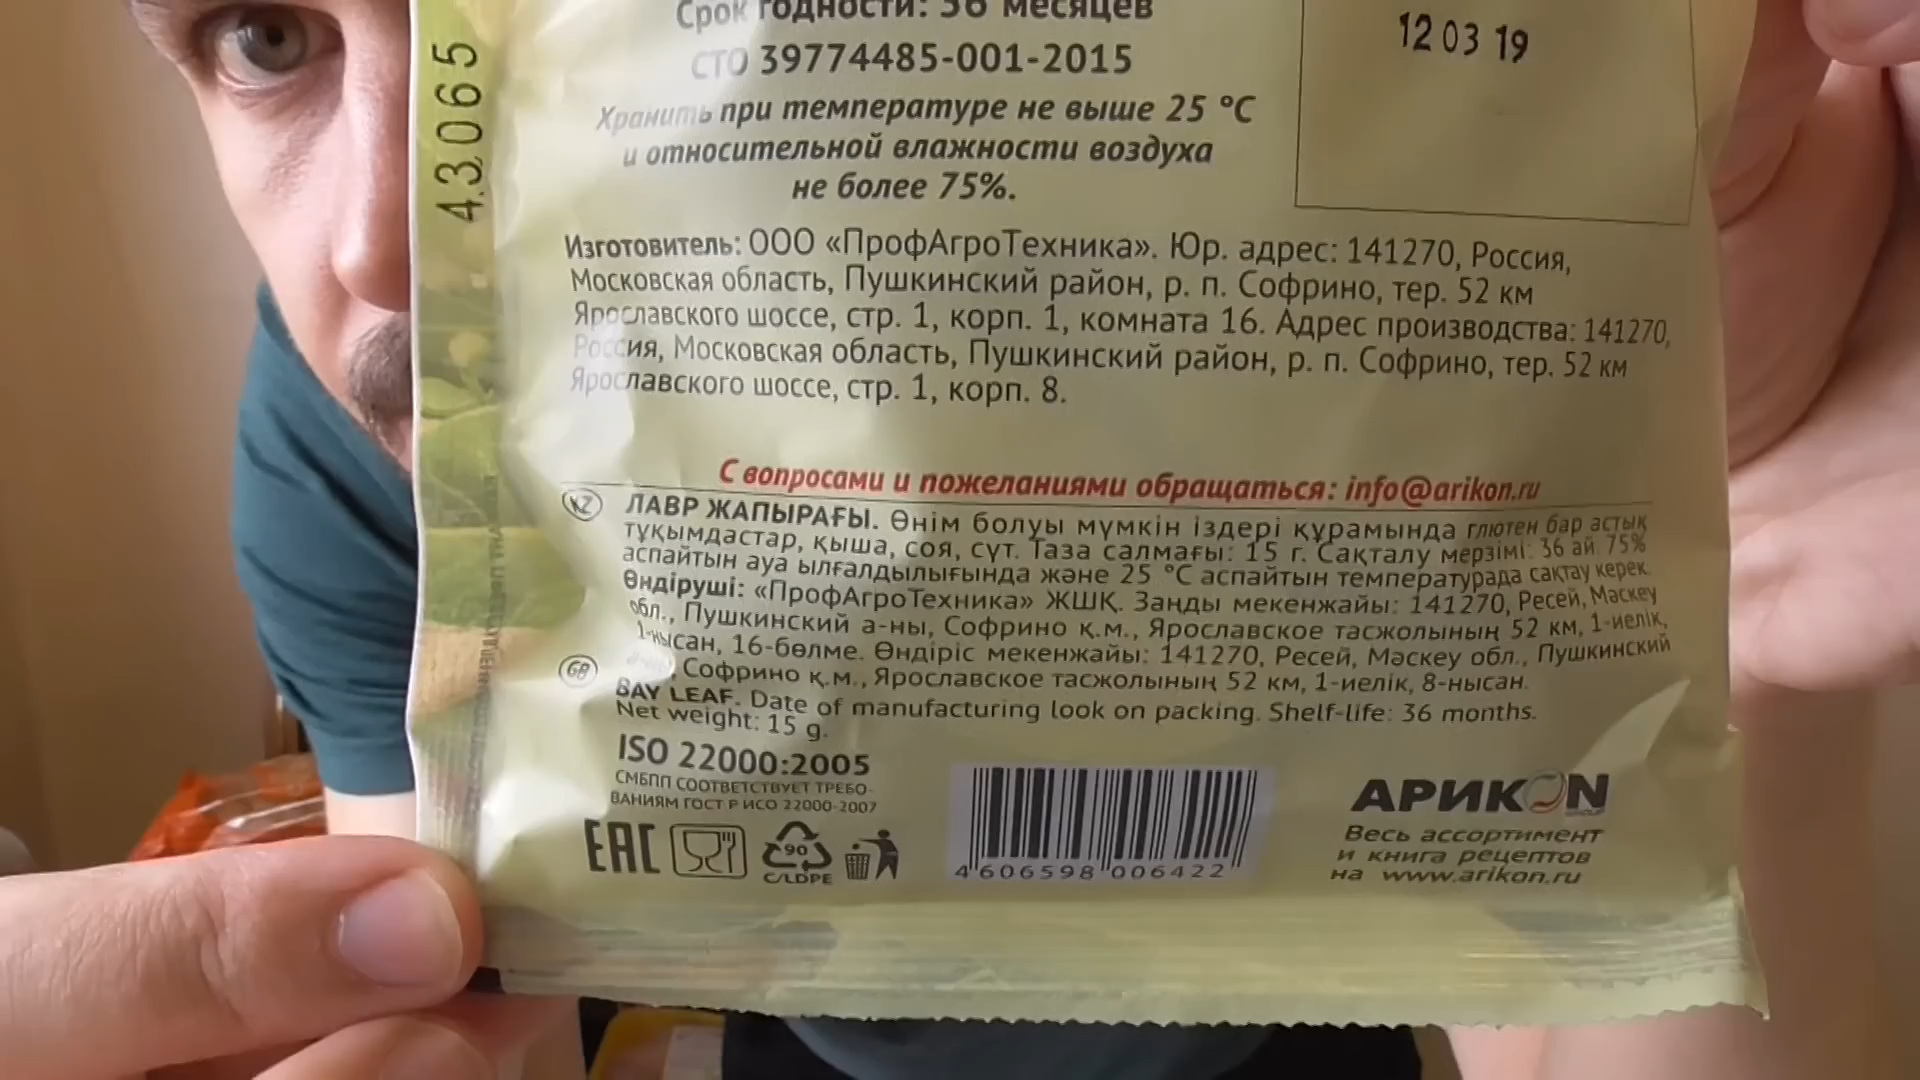 Срок годности: 36 месяцев
12 03 19
СТО 39774485-001-2015
43065
Хранить при температуре не выше 25 °C
и относительной влажности воздуха
не более 75%.
Изготовитель: ООО «ПрофАгроТехника». Юр. адрес: 141270, Россия,
Московская область, Пушкинский район, р. п. Софрино, тер. 52 км
Ярославского шоссе, стр. 1, корп. 1, комната 16. Адрес производства: 141270,
Россия, Московская область, Пушкинский район, р. п. Софрино, тер. 52 км
Ярославского шоссе, стр. 1, корп. 8.
С вопросами и пожеланиями обращаться: info@arikon.ru
KZ ЛАВР ЖАПЫРАҒЫ. Өнім болуы мүмкін іздері құрамында глютен бар астық
тұқымдастар, қыша, соя, сүт. Таза салмағы: 15 г. Сақталу мерзімі: 36 ай. 75%
аспайтын ауа ылғалдылығында және 25 °C аспайтын температурада сақтау керек.
Өндіруші: «ПрофАгроТехника» ЖШҚ. Заңды мекенжайы: 141270, Ресей, Мәскеу
обл., Пушкинский а-ны, Софрино қ.м., Ярославское тасжолының 52 км, 1-иелік,
1-нысан, 16-бөлме. Өндіріс мекенжайы: 141270, Ресей, Мәскеу обл., Пушкинский
, Софрино қ.м., Ярославское тасжолының 52 км, 1-иелік, 8-нысан.
GB BAY LEAF. Date of manufacturing look on packing. Shelf-life: 36 months.
Net weight: 15 g.
ISO 22000:2005
СМБПП СООТВЕТСТВУЕТ ТРЕБО-
ВАНИЯМ ГОСТ Р ИСО 22000-2007
EAC
90
C/LDPE
4 606598 006422
АРИКON
Весь ассортимент
и книга рецептов
на www.arikon.ru